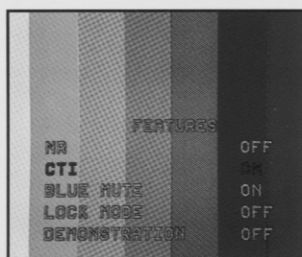 FEATURES
NR OFF
CTI ON
BLUE MUTE ON
LOCK MODE OFF
DEMONSTRATION OFF